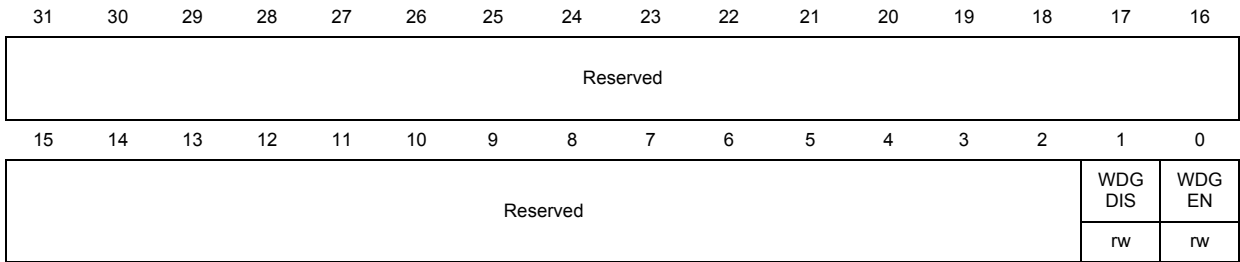 31 30 29 28 27 26 25 24 23 22 21 20 19 18 17 16
Reserved
15 14 13 12 11 10 9 8 7 6 5 4 3 2 1 0
Reserved
WDG WDG
DIS EN
rw rw